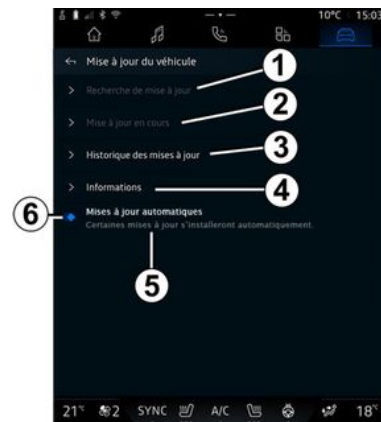 10°C 15:03
Mise à jour du véhicule
1
Recherche de mise à jour
2
Mise à jour en cours
3
Historique des mises à jour
4
Informations
6
Mises à jour automatiques
Certaines mises à jour s'installeront automatiquement.
5
21° 2 SYNC A/C 18°